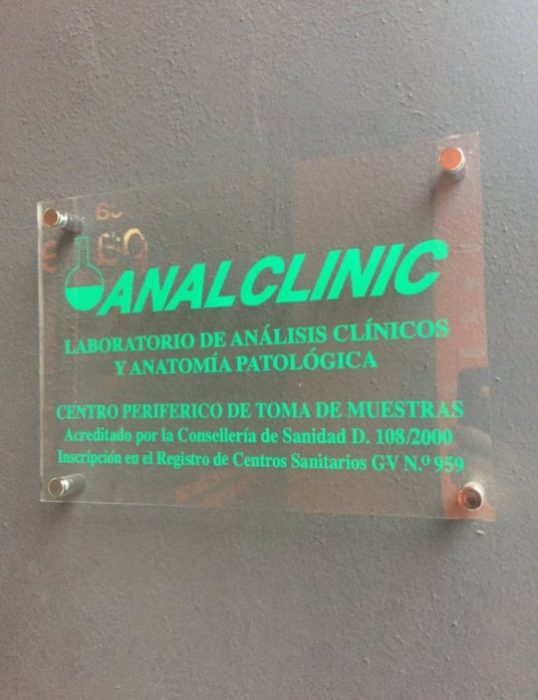 ANALCLINIC
LABORATORIO DE ANÁLISIS CLÍNICOS
Y ANATOMÍA PATOLÓGICA
CENTRO PERIFERICO DE TOMA DE MUESTRAS
Acreditado por la Consellería de Sanidad D. 108/2000
Inscripción en el Registro de Centros Sanitarios GV N.º 959